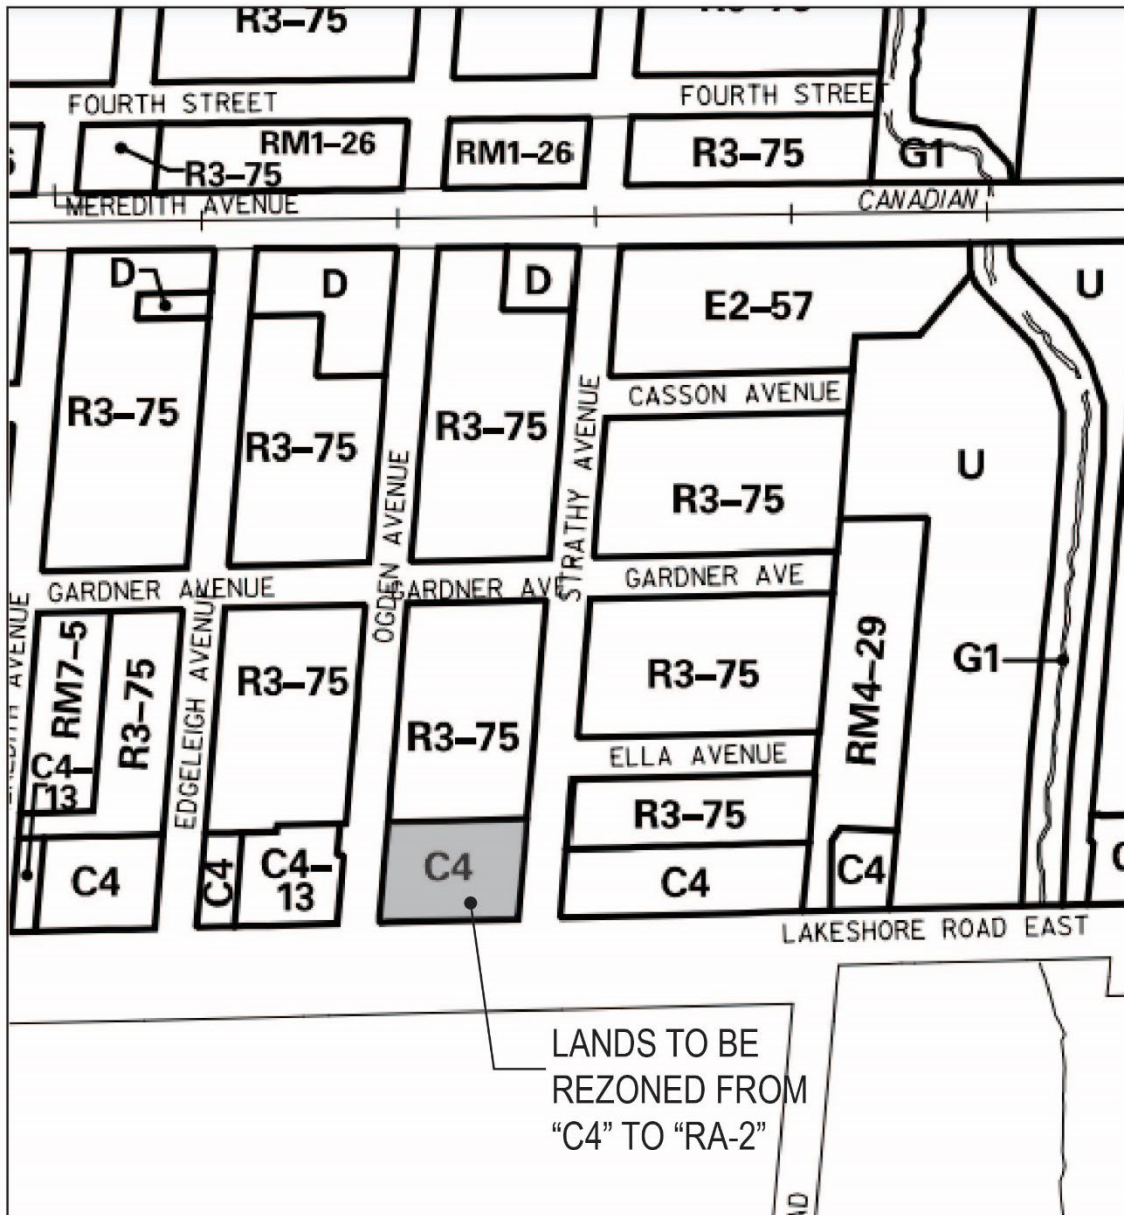 R3–75
FOURTH STREET
FOURTH STREET
RM1–26
RM1–26
R3–75
G1
R3–75
MEREDITH AVENUE
CANADIAN
D
D
D
E2–57
U
R3–75
R3–75
R3–75
CASSON AVENUE
OGDEN AVENUE
STRATHY AVENUE
R3–75
U
GARDNER AVENUE
GARDNER AVE
GARDNER AVE
RM7–5
R3–75
EDGELEIGH AVENUE
R3–75
R3–75
R3–75
RM4–29
G1
ELLA AVENUE
C4–
13
R3–75
C4
C4
C4–
13
C4
C4
C4
LAKESHORE ROAD EAST
LANDS TO BE
REZONED FROM
“C4” TO “RA-2”